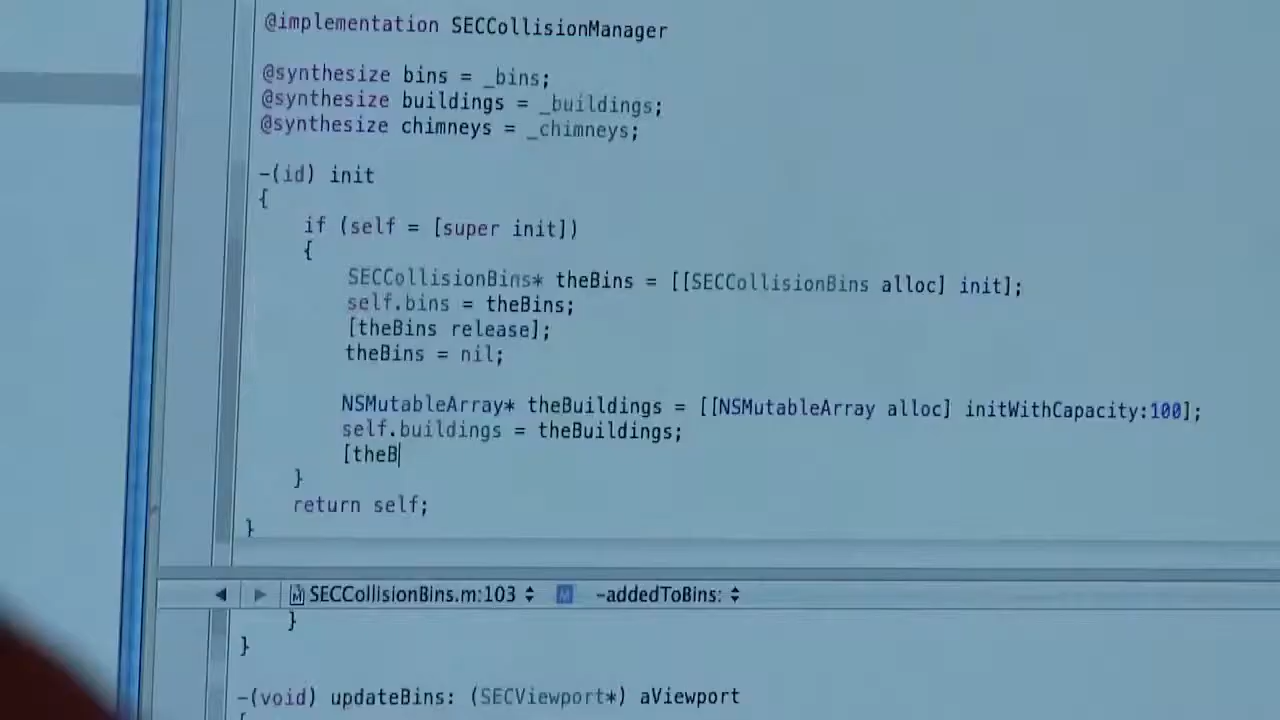 @implementation SECCollisionManager
@synthesize bins = _bins;
@synthesize buildings = _buildings;
@synthesize chimneys = _chimneys;
-(id) init
{
if (self = [super init])
{
SECCollisionBins* theBins = [[SECCollisionBins alloc] init];
self.bins = theBins;
[theBins release];
theBins = nil;
NSMutableArray* theBuildings = [[NSMutableArray alloc] initWithCapacity:100];
self.buildings = theBuildings;
[theB
}
return self;
}
SECCollisionBins.m:103 M -addedToBins:
}
}
-(void) updateBins: (SECViewport*) aViewport
{